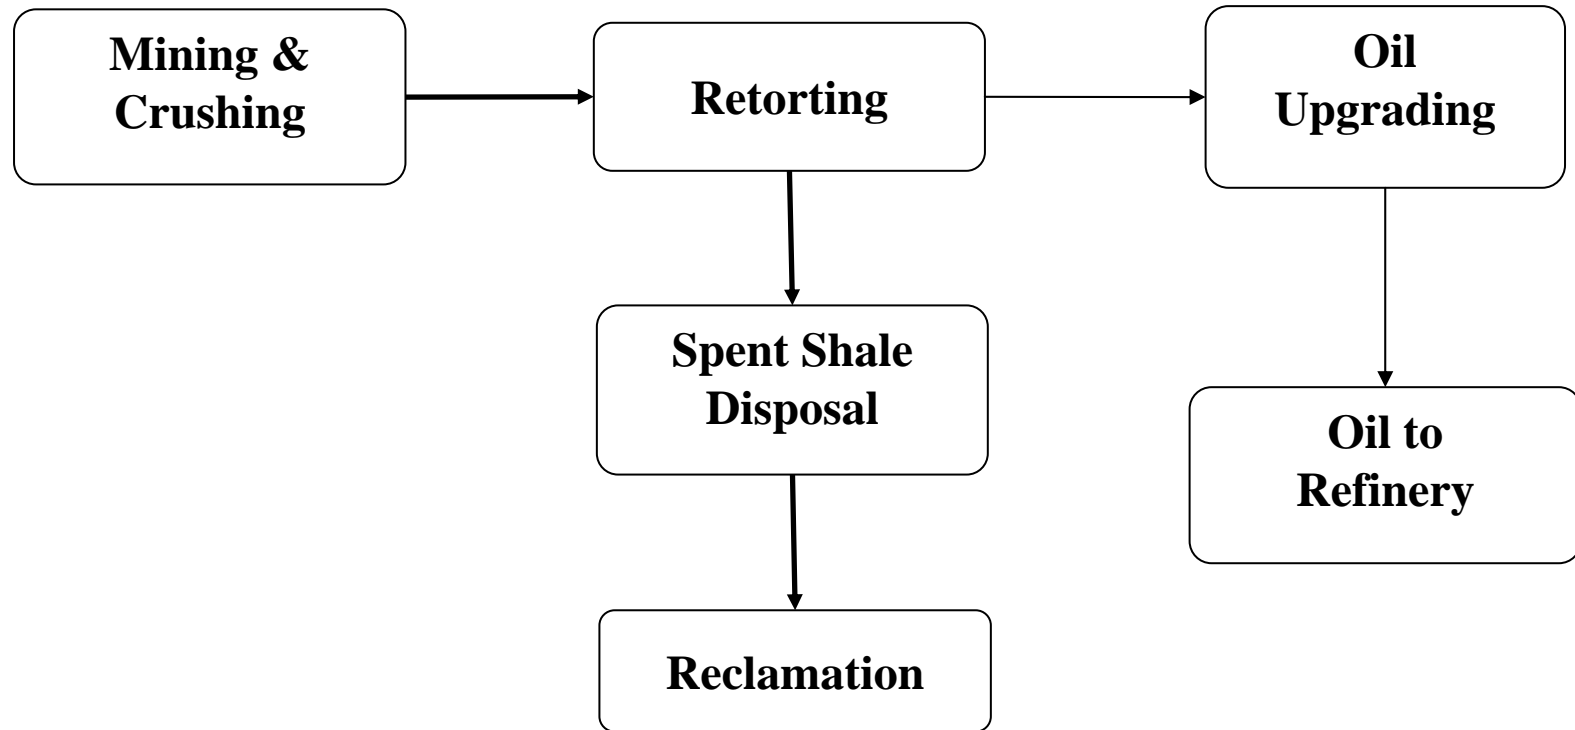 Mining &
Crushing
Retorting
Oil
Upgrading
Spent Shale
Disposal
Oil to
Refinery
Reclamation